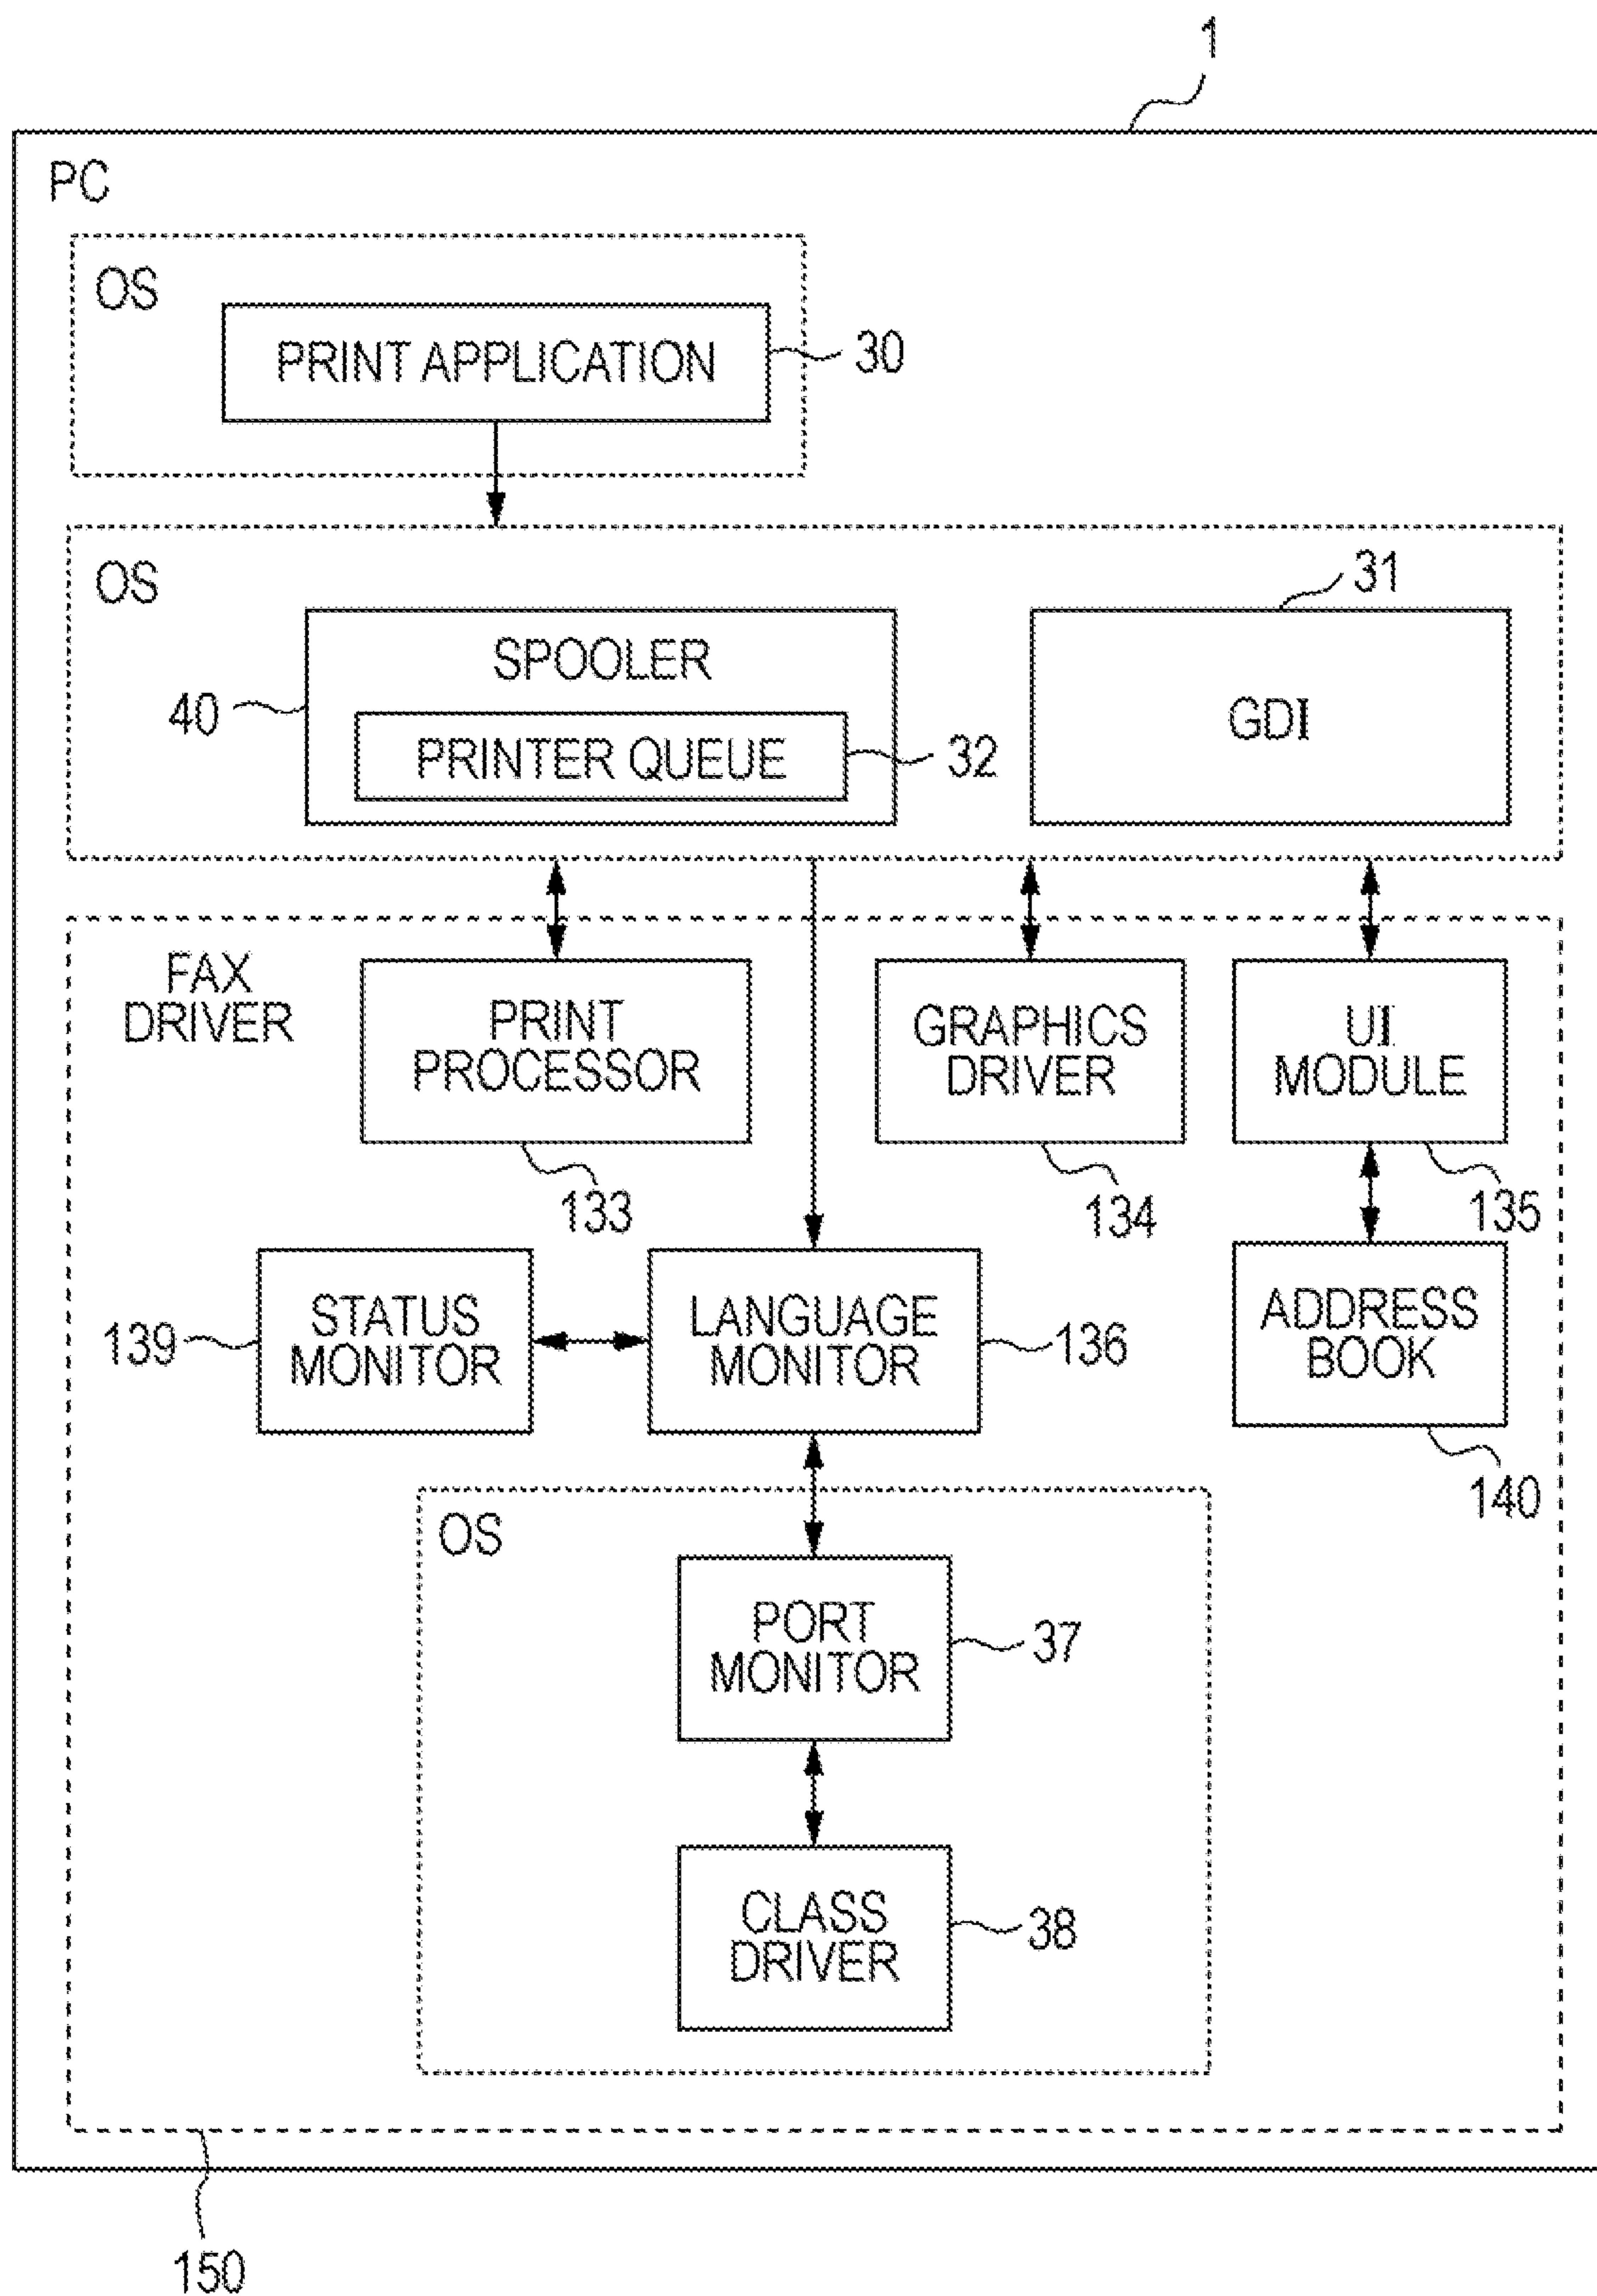 1
PC
OS
PRINT APPLICATION
30
OS
31
SPOOLER
GDI
40
PRINTER QUEUE
32
FAX
DRIVER
PRINT
PROCESSOR
GRAPHICS
DRIVER
UI
MODULE
133
134
135
139
STATUS
MONITOR
LANGUAGE
MONITOR
136
ADDRESS
BOOK
140
OS
PORT
MONITOR
37
CLASS
DRIVER
38
150